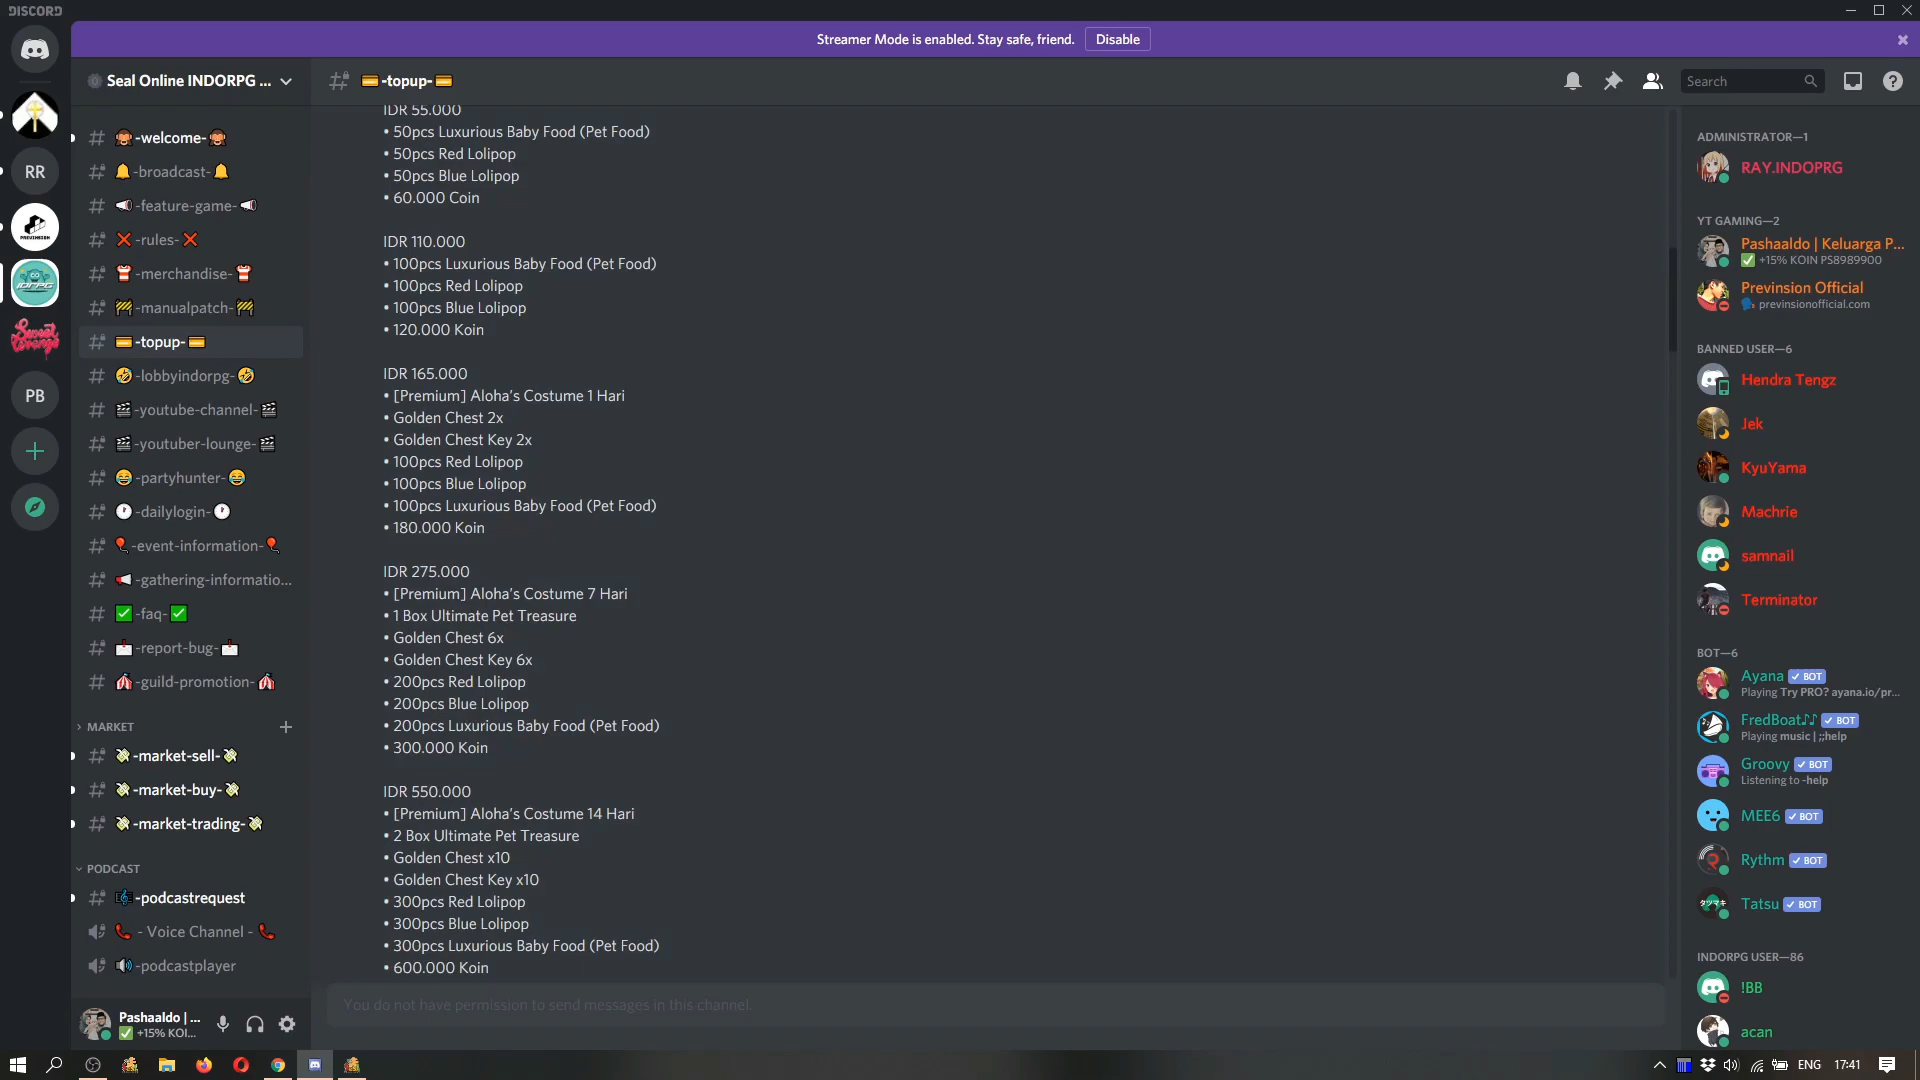 DISCORD
Streamer Mode is enabled. Stay safe, friend.
Disable
Seal Online INDORPG ...
-topup-
Search
RR
PREVINSION
IDRPG
Sweet Orange
PB
-welcome-
-broadcast-
-feature-game-
-rules-
-merchandise-
-manualpatch-
-topup-
-lobbyindorpg-
-youtube-channel-
-youtuber-lounge-
-partyhunter-
-dailylogin-
-event-information-
-gathering-informatio...
-faq-
-report-bug-
-guild-promotion-
MARKET
-market-sell-
-market-buy-
-market-trading-
PODCAST
-podcastrequest
- Voice Channel -
-podcastplayer
Pashaaldo | ...
+15% KOI...
IDR 55.000
• 50pcs Luxurious Baby Food (Pet Food)
• 50pcs Red Lolipop
• 50pcs Blue Lolipop
• 60.000 Coin
IDR 110.000
• 100pcs Luxurious Baby Food (Pet Food)
• 100pcs Red Lolipop
• 100pcs Blue Lolipop
• 120.000 Koin
IDR 165.000
• [Premium] Aloha’s Costume 1 Hari
• Golden Chest 2x
• Golden Chest Key 2x
• 100pcs Red Lolipop
• 100pcs Blue Lolipop
• 100pcs Luxurious Baby Food (Pet Food)
• 180.000 Koin
IDR 275.000
• [Premium] Aloha’s Costume 7 Hari
• 1 Box Ultimate Pet Treasure
• Golden Chest 6x
• Golden Chest Key 6x
• 200pcs Red Lolipop
• 200pcs Blue Lolipop
• 200pcs Luxurious Baby Food (Pet Food)
• 300.000 Koin
IDR 550.000
• [Premium] Aloha’s Costume 14 Hari
• 2 Box Ultimate Pet Treasure
• Golden Chest x10
• Golden Chest Key x10
• 300pcs Red Lolipop
• 300pcs Blue Lolipop
• 300pcs Luxurious Baby Food (Pet Food)
• 600.000 Koin
You do not have permission to send messages in this channel.
ADMINISTRATOR—1
RAY.INDOPRG
YT GAMING—2
Pashaaldo | Keluarga P...
+15% KOIN PS8989900
Previnsion Official
previnsionofficial.com
BANNED USER—6
Hendra Tengz
Jek
KyuYama
Machrie
samnail
Terminator
BOT—6
Ayana BOT
Playing Try PRO? ayana.io/pr...
FredBoat♪♪ BOT
Playing music | ;;help
Groovy BOT
Listening to -help
MEE6 BOT
Rythm BOT
Tatsu BOT
INDORPG USER—86
!BB
acan
ENG
17:41